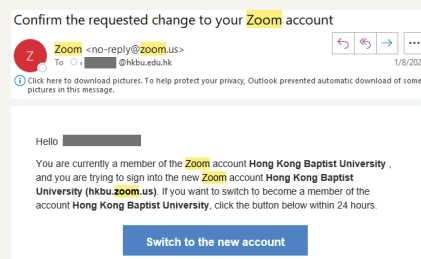 Confirm the requested change to your Zoom account
Z
Zoom <no-reply@zoom.us>
To
@hkbu.edu.hk
1/8/202
Click here to download pictures. To help protect your privacy, Outlook prevented automatic download of some
pictures in this message.
Hello
You are currently a member of the Zoom account Hong Kong Baptist University ,
and you are trying to sign into the new Zoom account Hong Kong Baptist
University (hkbu.zoom.us). If you want to switch to become a member of the
account Hong Kong Baptist University, click the button below within 24 hours.
Switch to the new account